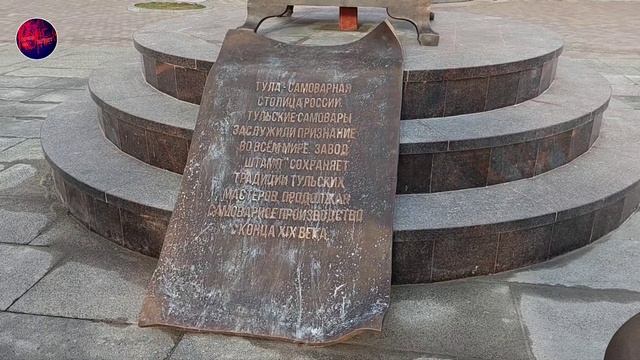 ТУЛА - САМОВАРНАЯ
СТОЛИЦА РОССИИ.
ТУЛЬСКИЕ САМОВАРЫ
ЗАСЛУЖИЛИ ПРИЗНАНИЕ
ВО ВСЕМ МИРЕ. ЗАВОД
"ШТАМП" СОХРАНЯЕТ
ТРАДИЦИИ ТУЛЬСКИХ
МАСТЕРОВ, ПРОДОЛЖАЯ
САМОВАРНОЕ ПРОИЗВОДСТВО
С КОНЦА XIX ВЕКА.